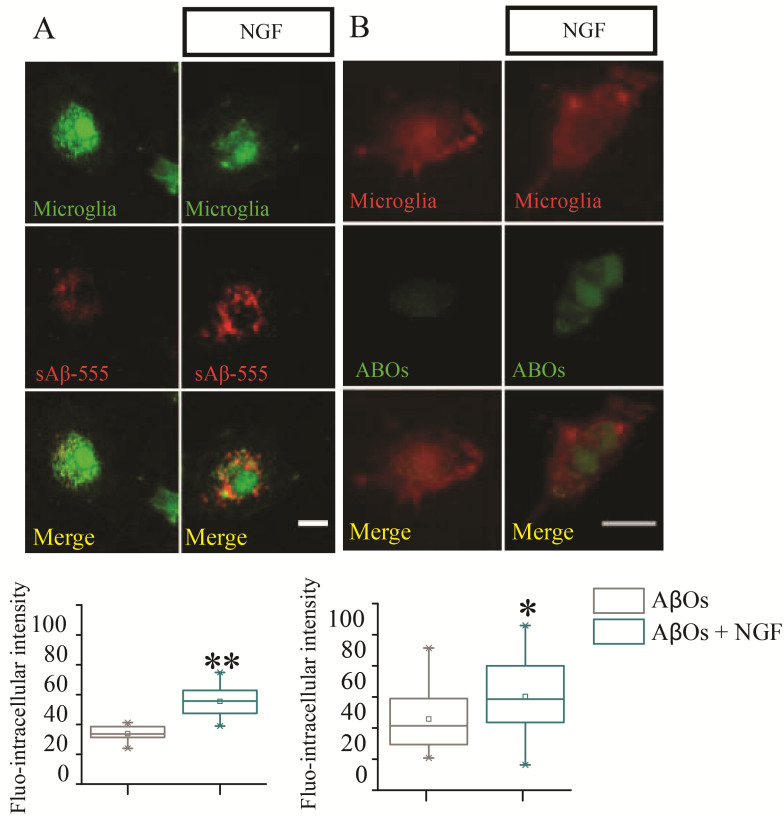 A
NGF
B
NGF
Microglia
Microglia
Microglia
Microglia
sAβ-555
sAβ-555
ABOs
ABOs
Merge
Merge
Merge
Merge
Fluo-intracellular intensity
100
80
60
40
20
0
**
Fluo-intracellular intensity
100
80
60
40
20
0
*
AβOs
AβOs + NGF